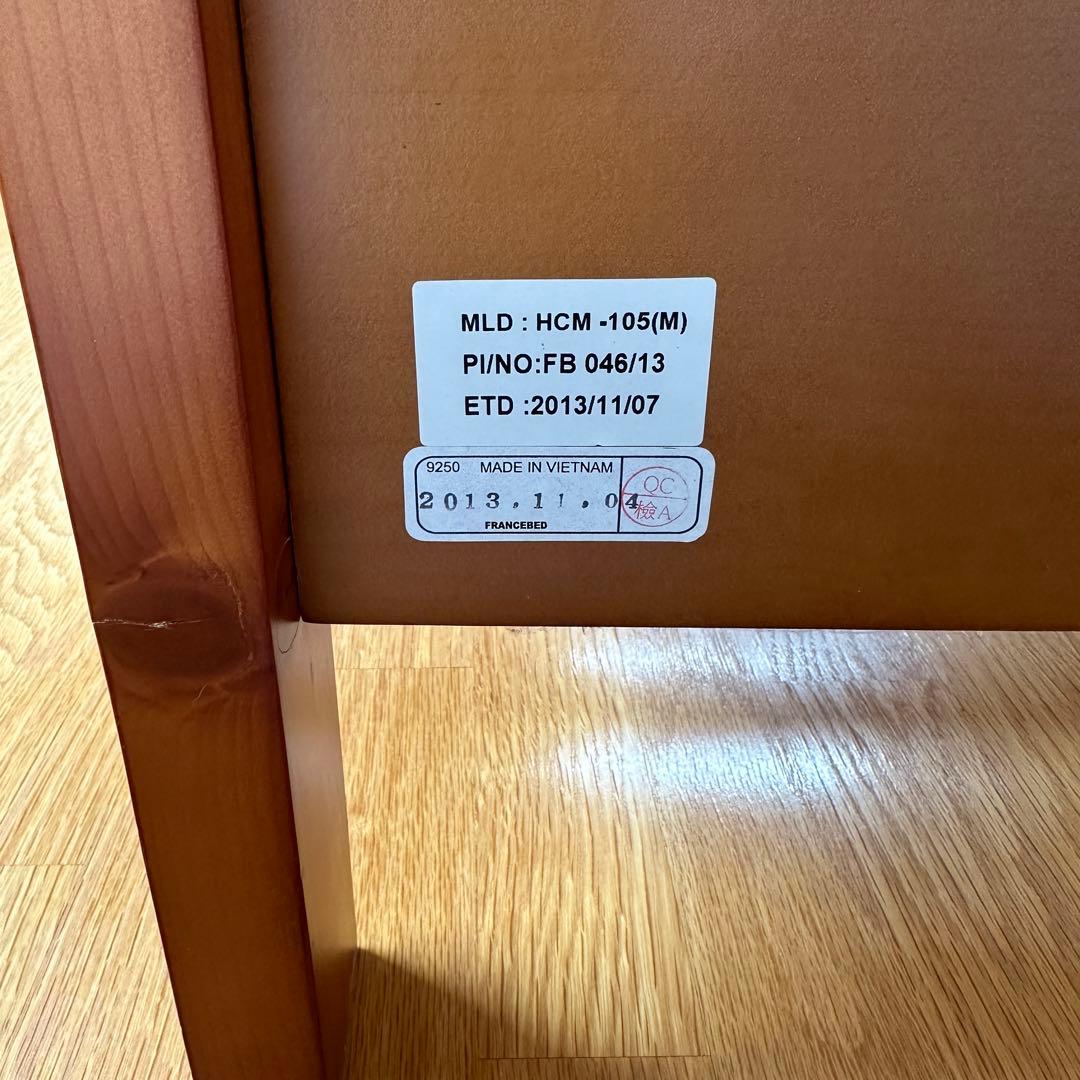 MLD : HCM -105(M)
PI/NO:FB 046/13
ETD :2013/11/07
9250 MADE IN VIETNAM
2013.11.04
FRANCEBED
QC
檢A